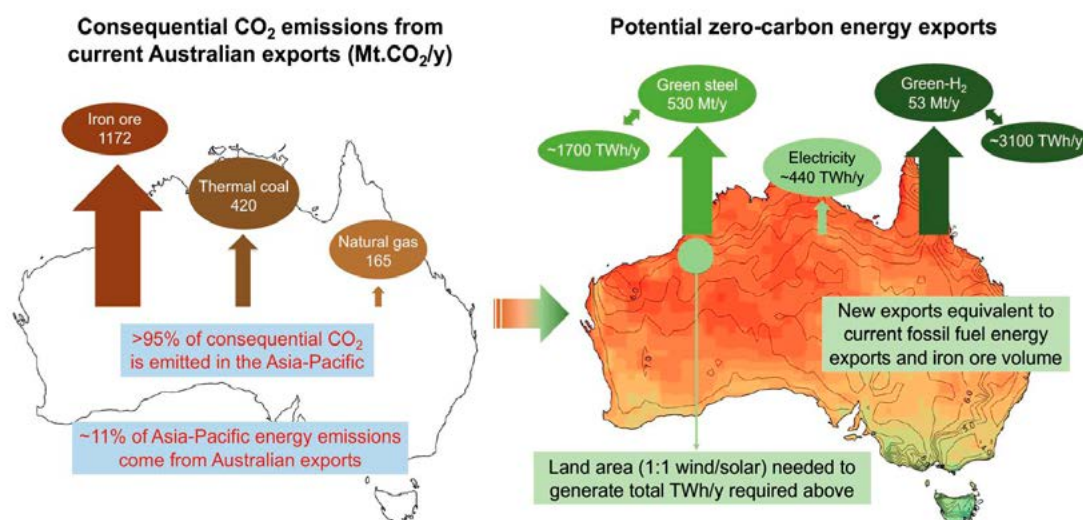 Consequential CO₂ emissions from
current Australian exports (Mt.CO₂/y)
Iron ore
1172
Thermal coal
420
Natural gas
165
>95% of consequential CO₂
is emitted in the Asia-Pacific
~11% of Asia-Pacific energy emissions
come from Australian exports
Potential zero-carbon energy exports
Green steel
530 Mt/y
~1700 TWh/y
Electricity
~440 TWh/y
Green-H₂
53 Mt/y
~3100 TWh/y
New exports equivalent to
current fossil fuel energy
exports and iron ore volume
Land area (1:1 wind/solar) needed to
generate total TWh/y required above